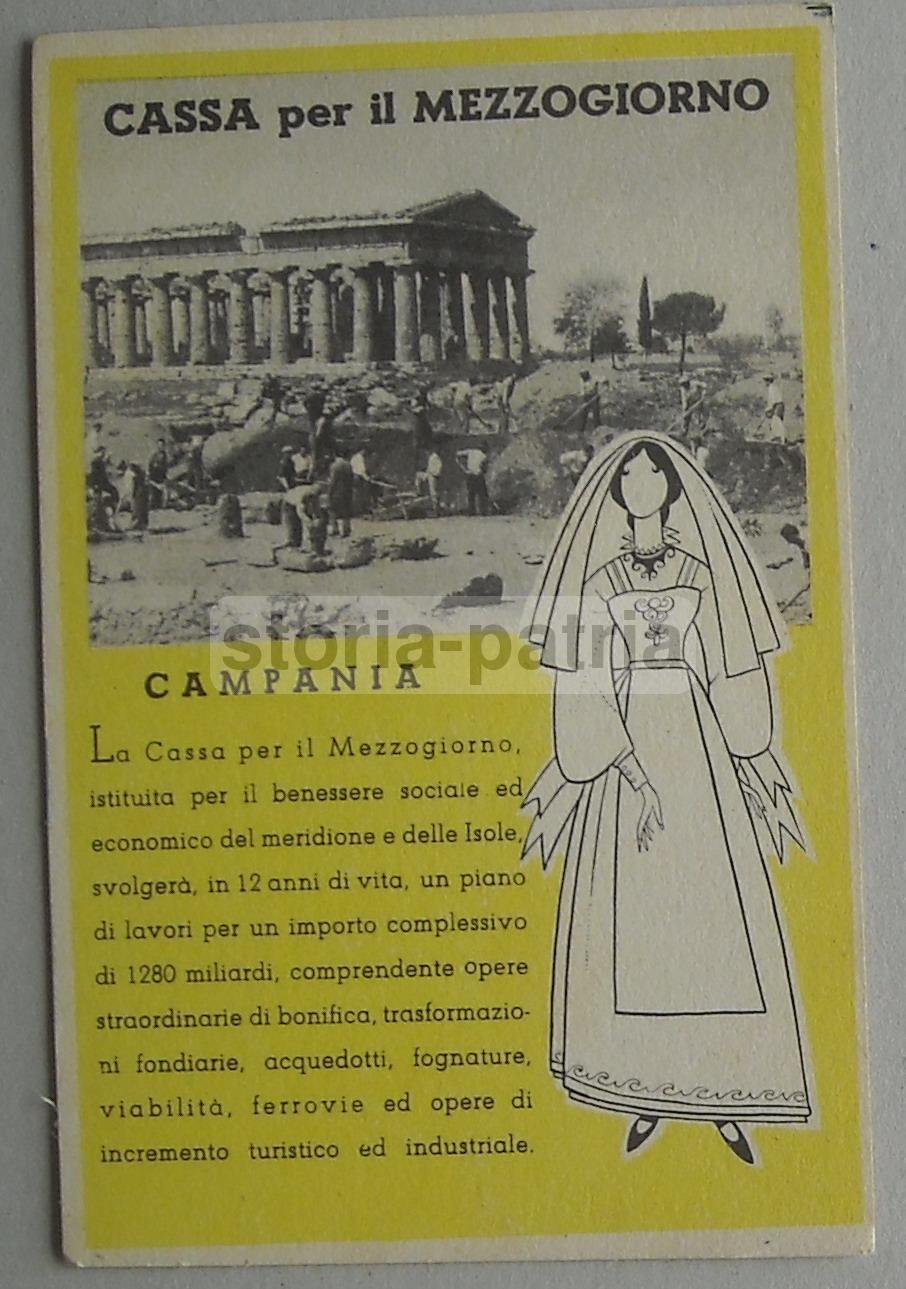 CASSA per il MEZZOGIORNO
storia-patria
CAMPANIA
La Cassa per il Mezzogiorno,
istituita per il benessere sociale ed
economico del meridione e delle Isole,
svolgerà, in 12 anni di vita, un piano
di lavori per un importo complessivo
di 1280 miliardi, comprendente opere
straordinarie di bonifica, trasformazio-
ni fondiarie, acquedotti, fognature,
viabilità, ferrovie ed opere di
incremento turistico ed industriale.